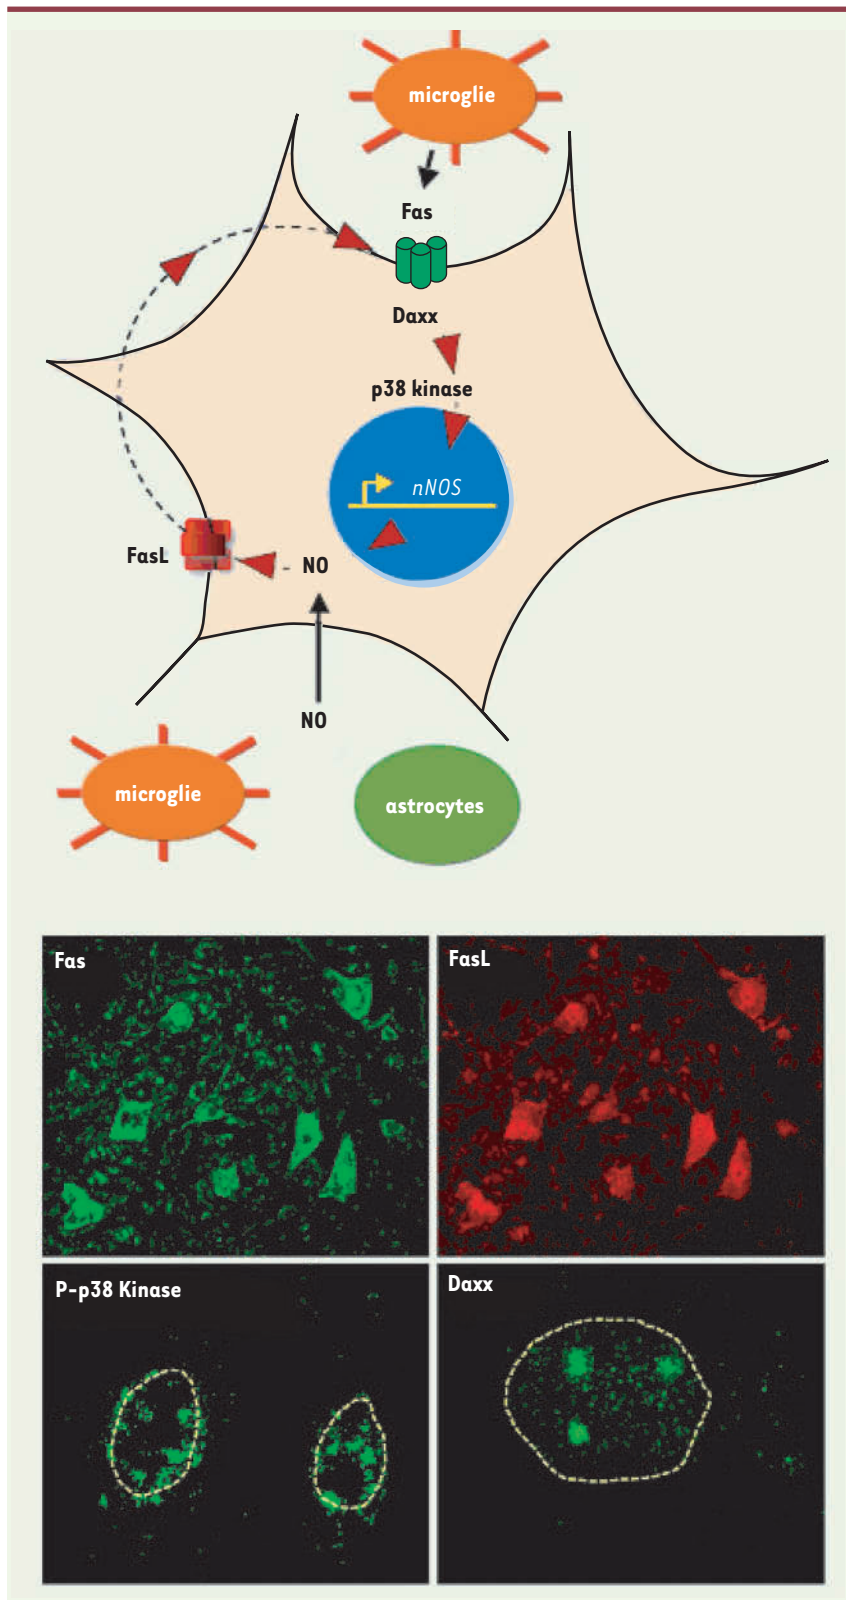 microglie
Fas
Daxx
p38 kinase
nNOS
FasL
NO
NO
microglie
astrocytes
Fas
FasL
P-p38 Kinase
Daxx